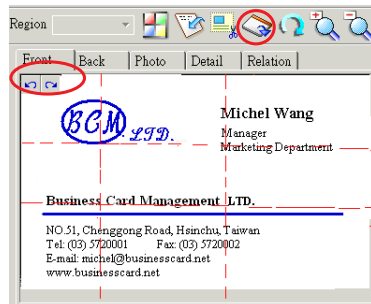 Region
Front Back Photo Detail Relation
BCM. LTD.
Michel Wang
Manager
Marketing Department
Business Card Management LTD.
NO.51, Chenggong Road, Hsinchu, Taiwan
Tel: (03) 5720001 Fax: (03) 5720002
E-mail: michel@businesscard.net
www.businesscard.net